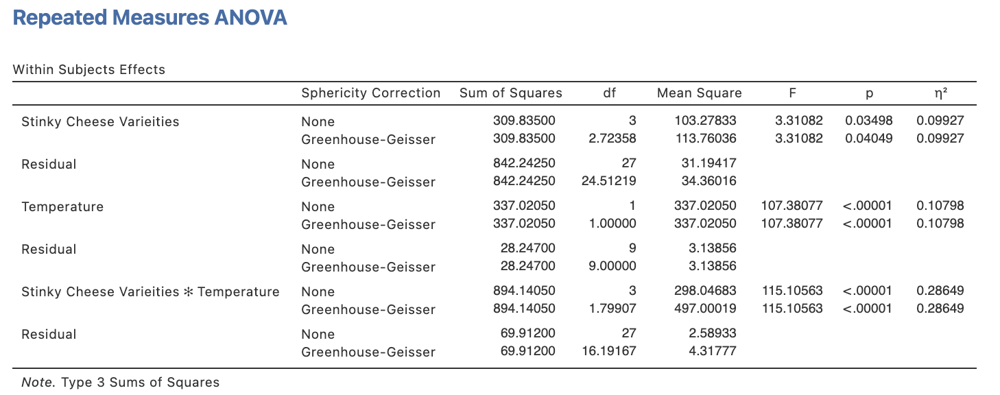 Repeated Measures ANOVA
Within Subjects Effects
Sphericity Correction Sum of Squares df Mean Square F p η²
Stinky Cheese Varieities None 309.83500 3 103.27833 3.31082 0.03498 0.09927
Greenhouse-Geisser 309.83500 2.72358 113.76036 3.31082 0.04049 0.09927
Residual None 842.24250 27 31.19417
Greenhouse-Geisser 842.24250 24.51219 34.36016
Temperature None 337.02050 1 337.02050 107.38077 <.00001 0.10798
Greenhouse-Geisser 337.02050 1.00000 337.02050 107.38077 <.00001 0.10798
Residual None 28.24700 9 3.13856
Greenhouse-Geisser 28.24700 9.00000 3.13856
Stinky Cheese Varieities ✻ Temperature None 894.14050 3 298.04683 115.10563 <.00001 0.28649
Greenhouse-Geisser 894.14050 1.79907 497.00019 115.10563 <.00001 0.28649
Residual None 69.91200 27 2.58933
Greenhouse-Geisser 69.91200 16.19167 4.31777
Note. Type 3 Sums of Squares